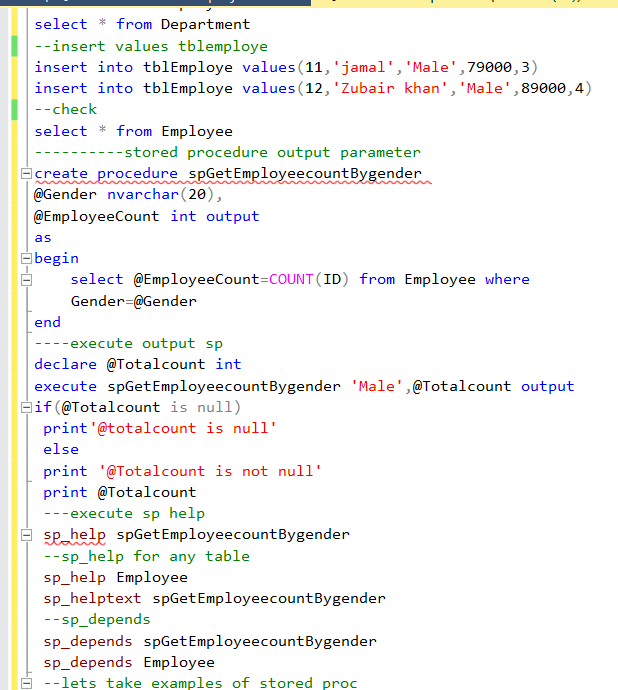 select * from Department
--insert values tblemploye
insert into tblEmploye values(11,'jamal','Male',79000,3)
insert into tblEmploye values(12,'Zubair khan','Male',89000,4)
--check
select * from Employee
----------stored procedure output parameter
create procedure spGetEmployeecountBygender
@Gender nvarchar(20),
@EmployeeCount int output
as
begin
select @EmployeeCount=COUNT(ID) from Employee where
Gender=@Gender
end
----execute output sp
declare @Totalcount int
execute spGetEmployeecountBygender 'Male',@Totalcount output
if(@Totalcount is null)
print'@totalcount is null'
else
print '@Totalcount is not null'
print @Totalcount
---execute sp help
sp_help spGetEmployeecountBygender
--sp_help for any table
sp_help Employee
sp_helptext spGetEmployeecountBygender
--sp_depends
sp_depends spGetEmployeecountBygender
sp_depends Employee
--lets take examples of stored proc